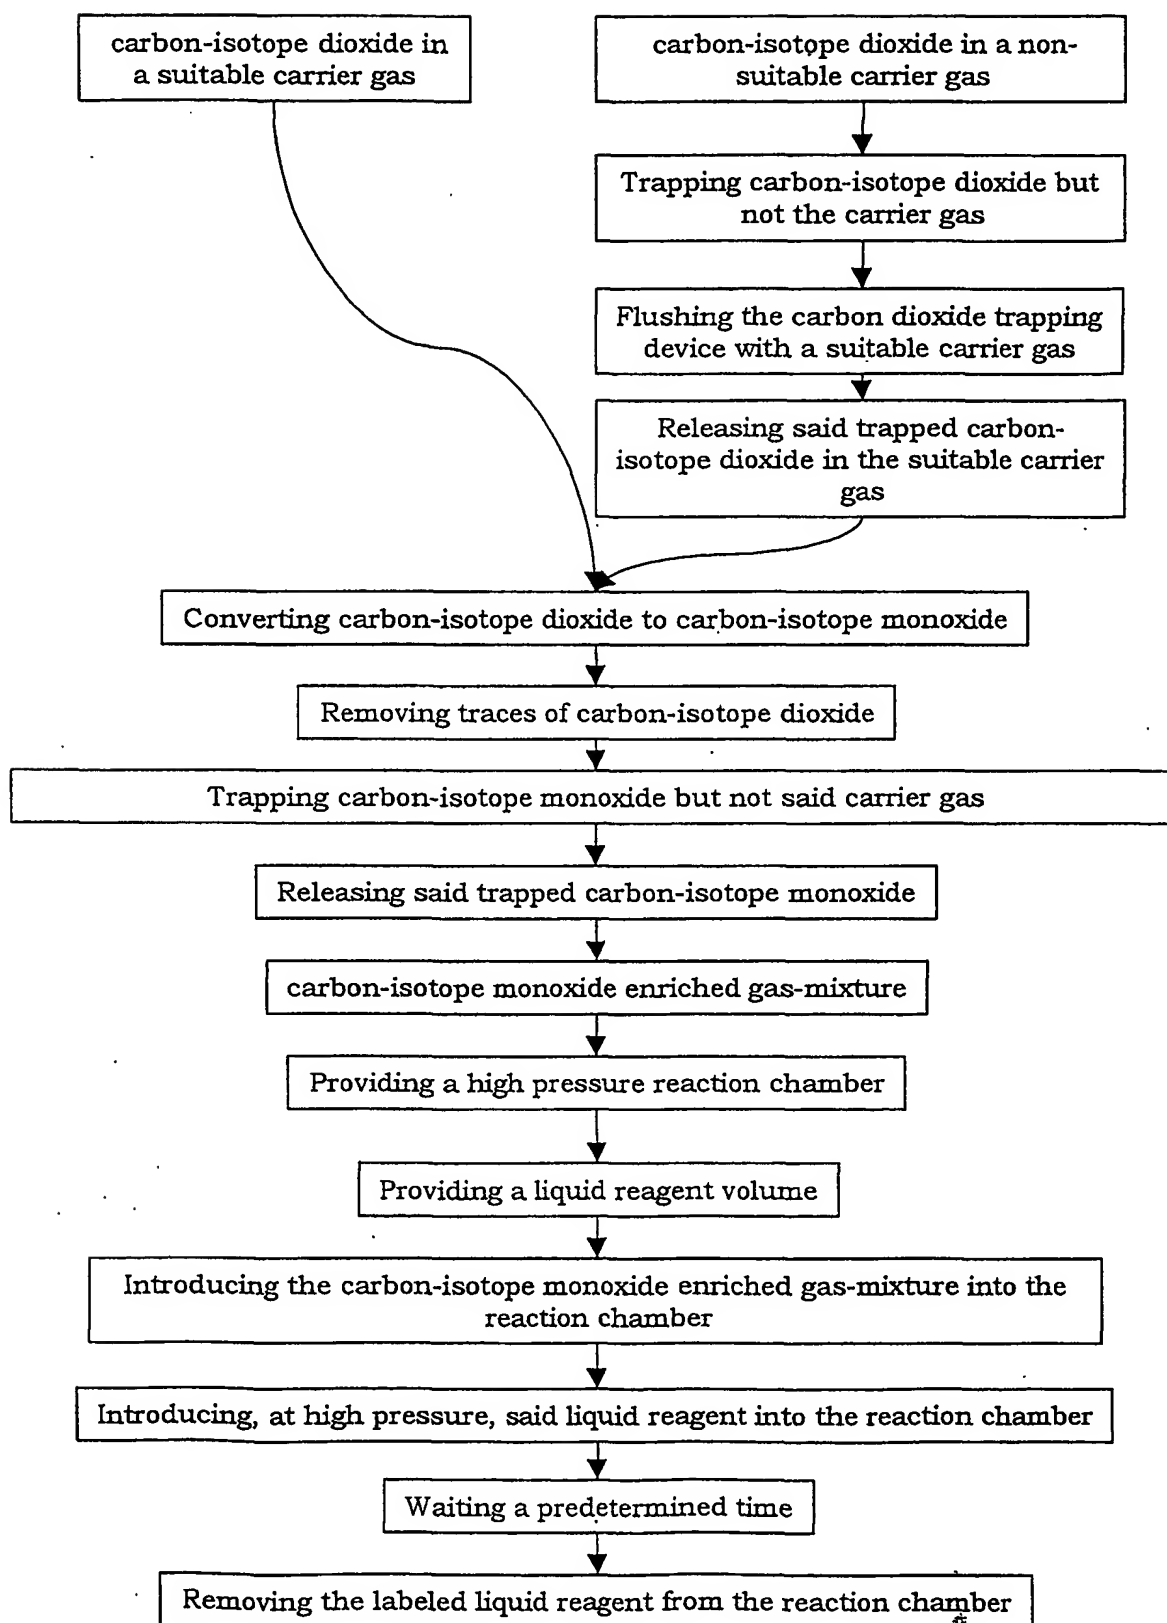 carbon-isotope dioxide in
a suitable carrier gas
carbon-isotope dioxide in a non-
suitable carrier gas
Trapping carbon-isotope dioxide but
not the carrier gas
Flushing the carbon dioxide trapping
device with a suitable carrier gas
Releasing said trapped carbon-
isotope dioxide in the suitable carrier
gas
Converting carbon-isotope dioxide to carbon-isotope monoxide
Removing traces of carbon-isotope dioxide
Trapping carbon-isotope monoxide but not said carrier gas
Releasing said trapped carbon-isotope monoxide
carbon-isotope monoxide enriched gas-mixture
Providing a high pressure reaction chamber
Providing a liquid reagent volume
Introducing the carbon-isotope monoxide enriched gas-mixture into the
reaction chamber
Introducing, at high pressure, said liquid reagent into the reaction chamber
Waiting a predetermined time
Removing the labeled liquid reagent from the reaction chamber